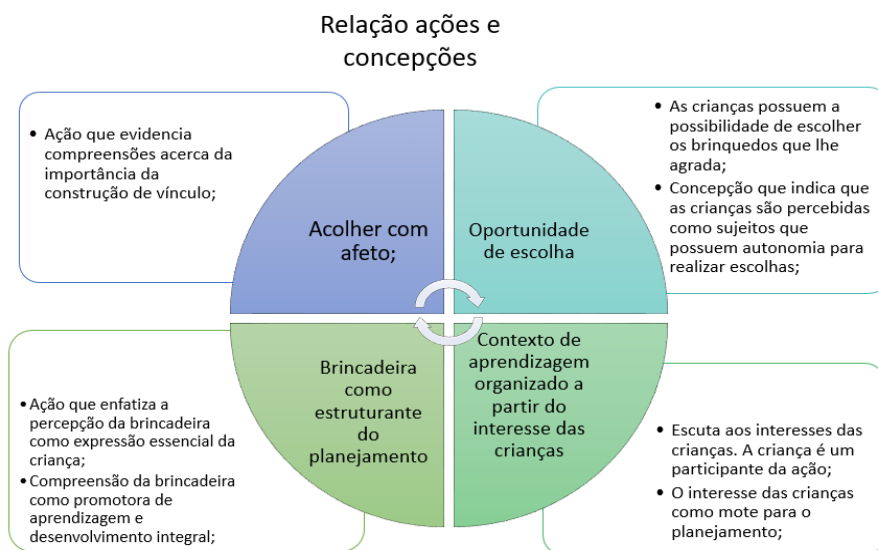 Relação ações e
concepções
• Ação que evidencia
compreensões acerca da
importância da
construção de vínculo;
Acolher com
afeto;
Oportunidade
de escolha
• As crianças possuem a
possibilidade de escolher
os brinquedos que lhe
agrada;
• Concepção que indica que
as crianças são percebidas
como sujeitos que
possuem autonomia para
realizar escolhas;
• Ação que enfatiza a
percepção da brincadeira
como expressão essencial da
criança;
• Compreensão da brincadeira
como promotora de
aprendizagem e
desenvolvimento integral;
Brincadeira
como
estruturante
do
planejamento
Contexto de
aprendizagem
organizado a
partir do
interesse das
crianças
• Escuta aos interesses das
crianças. A criança é um
participante da ação;
• O interesse das crianças
como mote para o
planejamento;